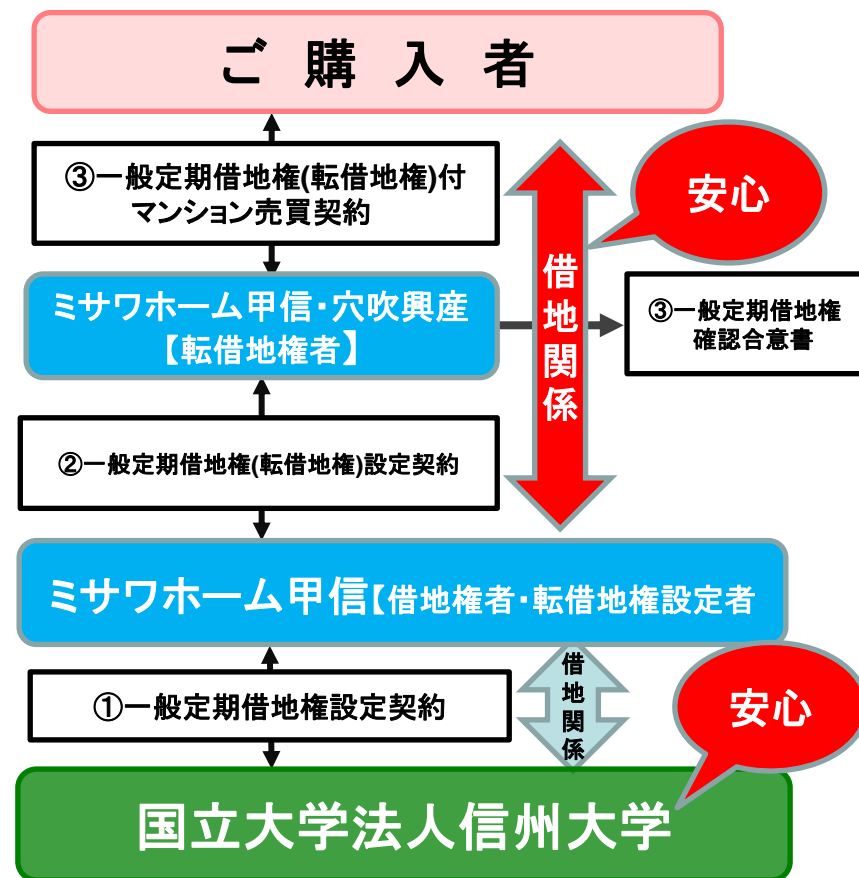 ご購入者
③一般定期借地権(転借地権)付
マンション売買契約
安心
借地関係
ミサワホーム甲信・穴吹興産
【転借地権者】
③一般定期借地権
確認合意書
②一般定期借地権(転借地権)設定契約
ミサワホーム甲信【借地権者・転借地権設定者
借地関係
①一般定期借地権設定契約
安心
国立大学法人信州大学